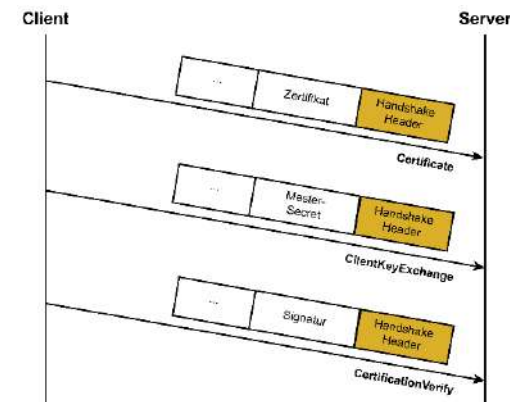 Client
Server
...
Zertifikat
Handshake
Header
Certificate
...
Master-
Secret
Handshake
Header
ClientKeyExchange
...
Signatur
Handshake
Header
CertificationVerify